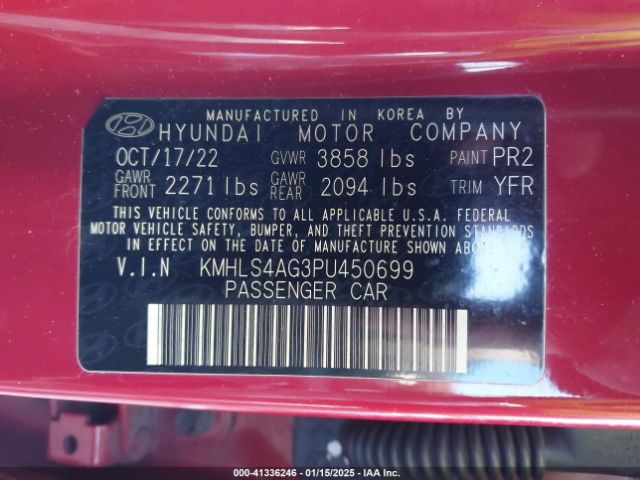 MANUFACTURED IN KOREA BY
HYUNDAI MOTOR COMPANY
OCT/17/22 GVWR 3858 lbs PAINT PR2
GAWR FRONT 2271 lbs GAWR REAR 2094 lbs TRIM YFR
THIS VEHICLE CONFORMS TO ALL APPLICABLE U.S.A. FEDERAL
MOTOR VEHICLE SAFETY, BUMPER, AND THEFT PREVENTION STANDARDS
IN EFFECT ON THE DATE OF MANUFACTURE SHOWN ABOVE.
V.I.N KMHLS4AG3PU450699
PASSENGER CAR
000-41336246 - 01/15/2025 - IAA Inc.